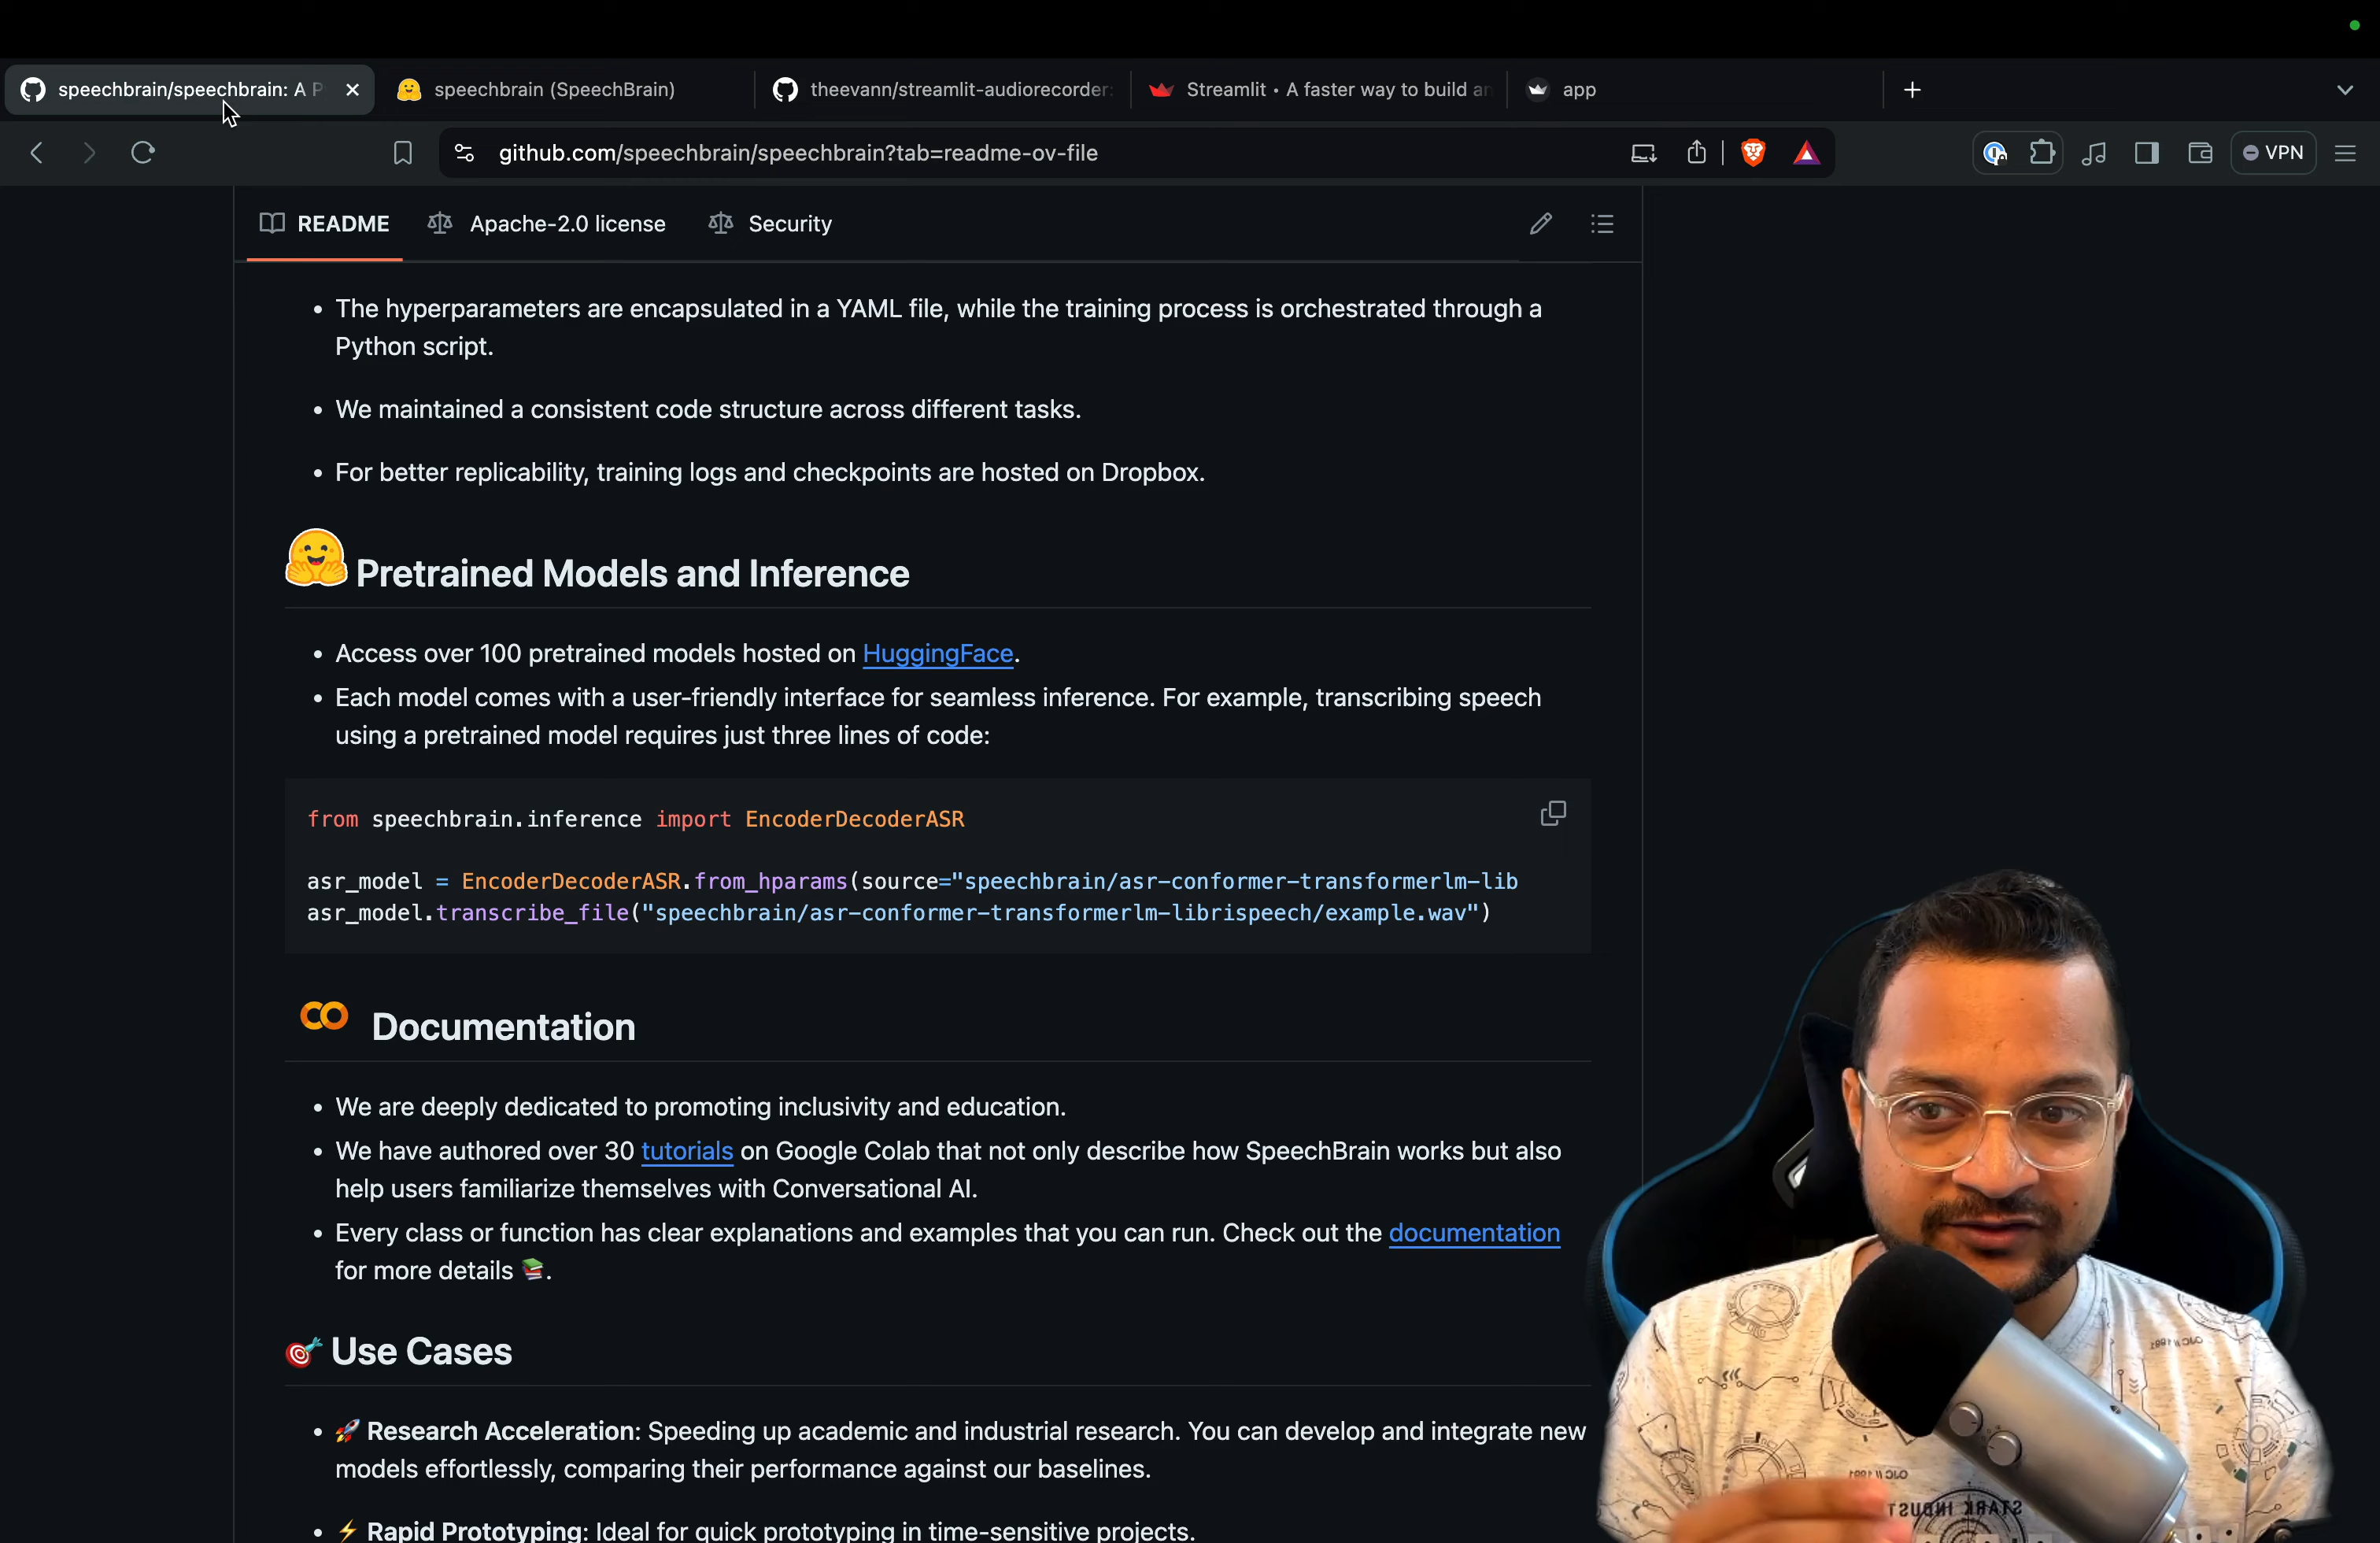 speechbrain/speechbrain: A P
speechbrain (SpeechBrain)
theevann/streamlit-audiorecorder:
Streamlit • A faster way to build an
app
github.com/speechbrain/speechbrain?tab=readme-ov-file
VPN
README
Apache-2.0 license
Security
• The hyperparameters are encapsulated in a YAML file, while the training process is orchestrated through a
Python script.
• We maintained a consistent code structure across different tasks.
• For better replicability, training logs and checkpoints are hosted on Dropbox.
🤗 Pretrained Models and Inference
• Access over 100 pretrained models hosted on HuggingFace.
• Each model comes with a user-friendly interface for seamless inference. For example, transcribing speech
using a pretrained model requires just three lines of code:
from speechbrain.inference import EncoderDecoderASR
asr_model = EncoderDecoderASR.from_hparams(source="speechbrain/asr-conformer-transformerlm-lib
asr_model.transcribe_file("speechbrain/asr-conformer-transformerlm-librispeech/example.wav")
Documentation
• We are deeply dedicated to promoting inclusivity and education.
• We have authored over 30 tutorials on Google Colab that not only describe how SpeechBrain works but also
help users familiarize themselves with Conversational AI.
• Every class or function has clear explanations and examples that you can run. Check out the documentation
for more details 📚.
🎯 Use Cases
• 🚀 Research Acceleration: Speeding up academic and industrial research. You can develop and integrate new
models effortlessly, comparing their performance against our baselines.
• ⚡ Rapid Prototyping: Ideal for quick prototyping in time-sensitive projects.
STARK INDUST